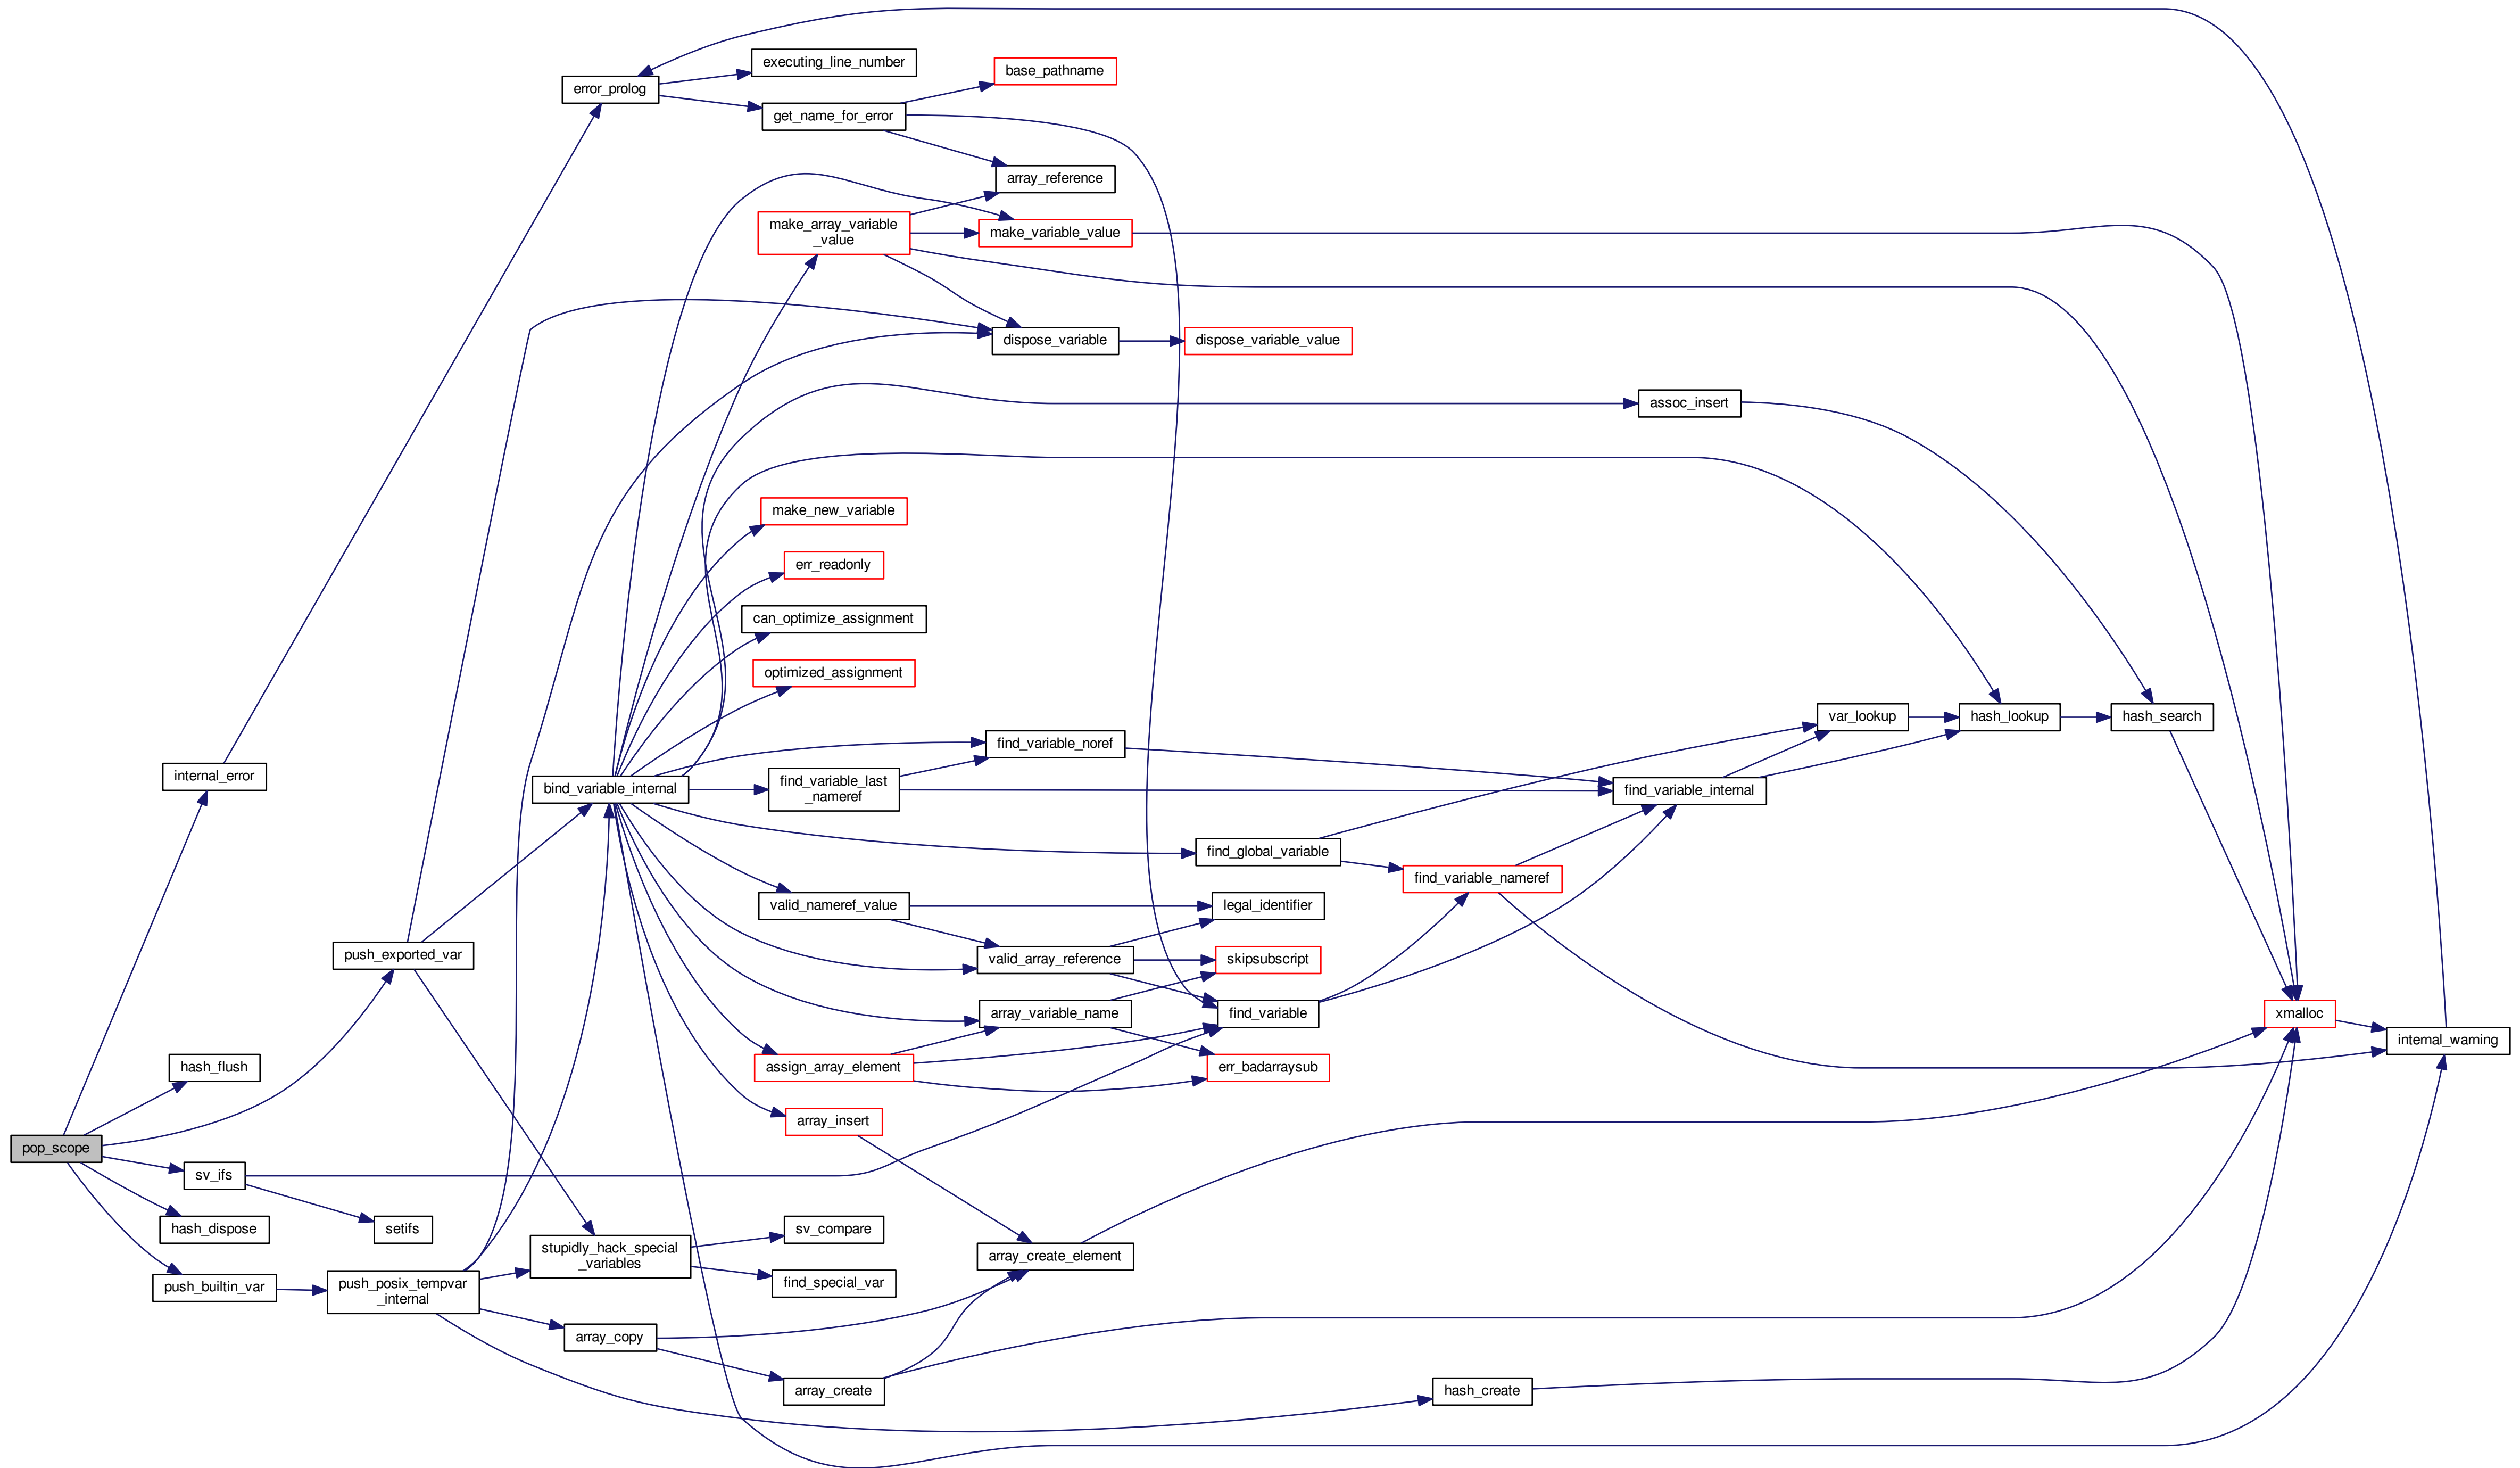 executing_line_number
base_pathname
error_prolog
get_name_for_error
array_reference
make_array_variable
_value
make_variable_value
dispose_variable
dispose_variable_value
assoc_insert
make_new_variable
err_readonly
can_optimize_assignment
optimized_assignment
var_lookup
hash_lookup
hash_search
find_variable_noref
internal_error
bind_variable_internal
find_variable_last
_nameref
find_variable_internal
find_global_variable
find_variable_nameref
valid_nameref_value
legal_identifier
push_exported_var
valid_array_reference
skipsubscript
array_variable_name
find_variable
xmalloc
internal_warning
hash_flush
assign_array_element
err_badarraysub
array_insert
pop_scope
sv_ifs
hash_dispose
setifs
sv_compare
stupidly_hack_special
_variables
array_create_element
find_special_var
push_builtin_var
push_posix_tempvar
_internal
array_copy
array_create
hash_create